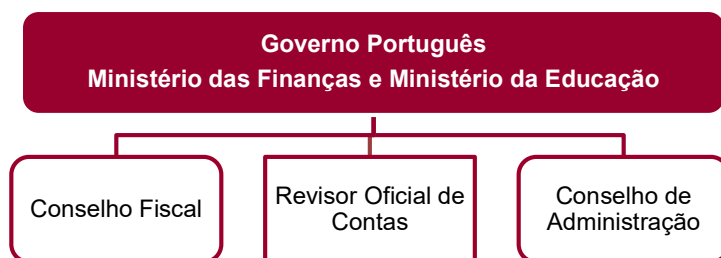 Governo Português
Ministério das Finanças e Ministério da Educação
Conselho Fiscal
Revisor Oficial de
Contas
Conselho de
Administração